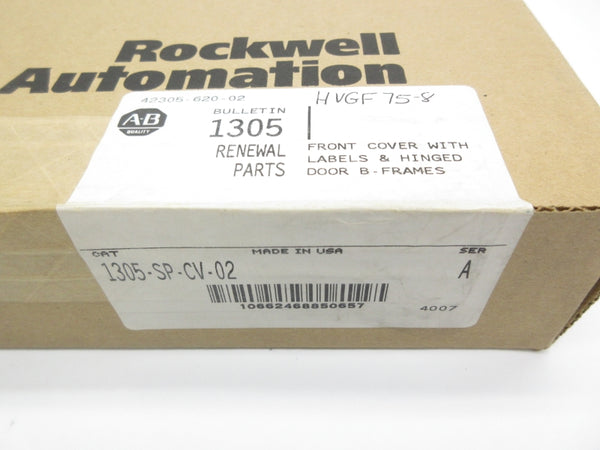 Rockwell
Automation
42305-620-02
HVGF 75-8
A-B
QUALITY
BULLETIN
1305
RENEWAL
PARTS
FRONT COVER WITH
LABELS & HINGED
DOOR B-FRAMES
CAT
MADE IN USA
SER
1305-SP-CV-02
A
10662468850657
4007